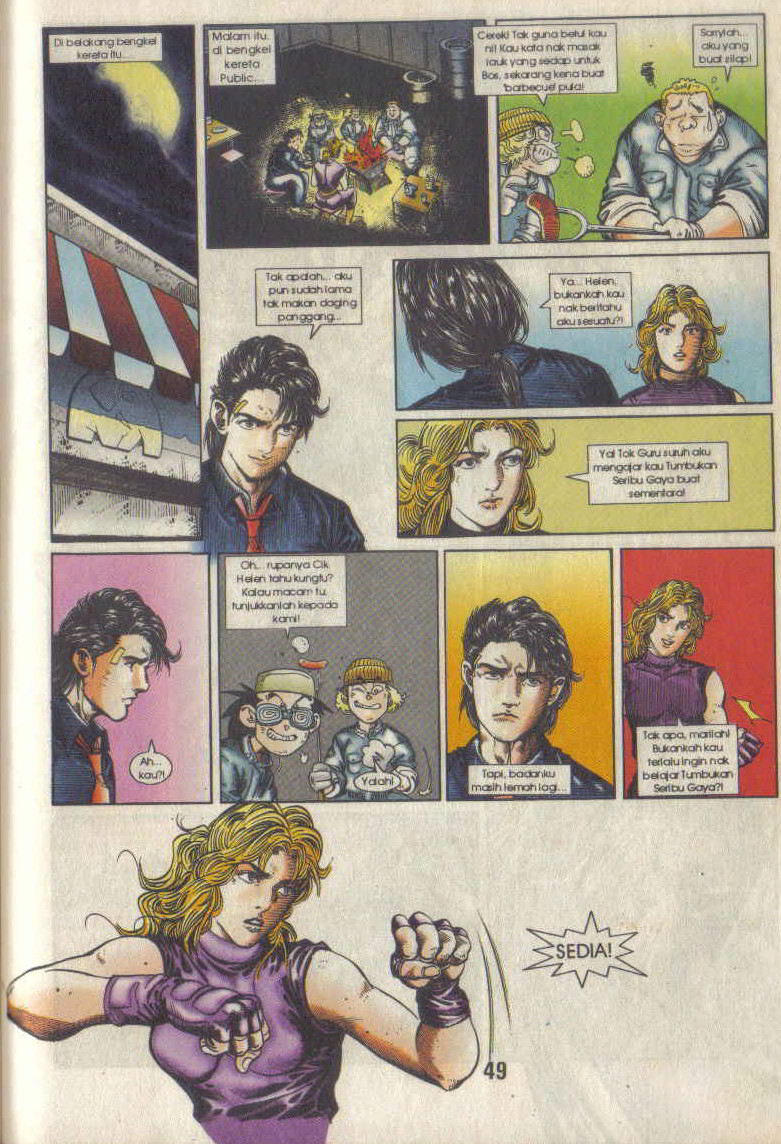 Di belakang bengkel
kereta itu....
Malam itu.
di bengkel
kereta
Public...
Cerek! Tak guna betul kau
ni! Kau kata nak masak
lauk yang sedap untuk
Bos, sekarang kena buat
'barbecue' pula!
Sorrylah...
aku yang
buat silap!
Tak apalah... aku
pun sudah lama
tak makan daging
panggang...
Ya... Helen,
bukankah kau
nak beritahu
aku sesuatu?!
Ya! Tok Guru suruh aku
mengajar kau Tumbukan
Seribu Gaya buat
sementara!
Ah...
kau?!
Oh... rupanya Cik
Helen tahu kungfu?
Kalau macam tu,
tunjukkanlah kepada
kami!
Yalah!
Tapi, badanku
masih lemah lagi...
Tak apa, marilah!
Bukankah kau
terlalu ingin nak
belajar Tumbukan
Seribu Gaya?!
SEDIA!
49